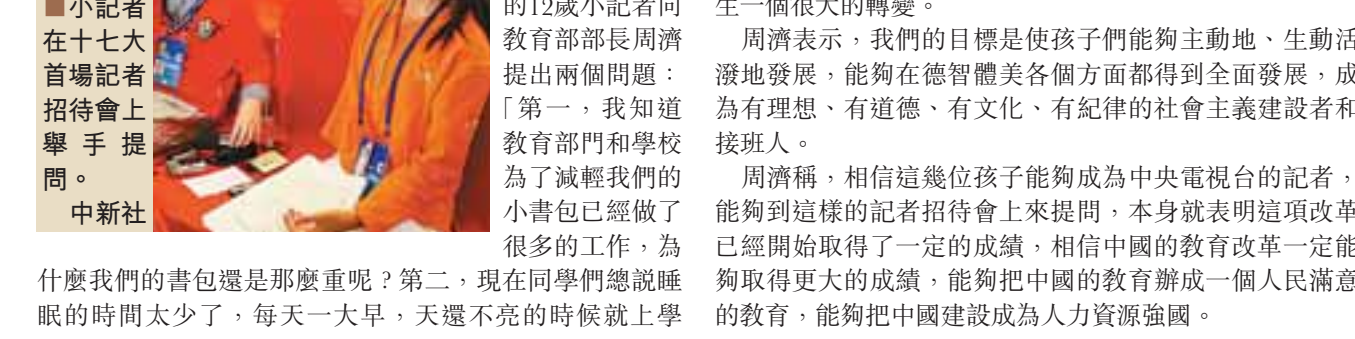 ■小記者
在十七大
首場記者
招待會上
舉手提
問。
中新社
的12歲小記者向
教育部部長周濟
提出兩個問題：
「第一，我知道
教育部門和學校
為了減輕我們的
小書包已經做了
很多的工作，為
什麼我們的書包還是那麼重呢？第二，現在同學們總說睡
眠的時間太少了，每天一大早，天還不亮的時候就上學
生一個很大的轉變。
周濟表示，我們的目標是使孩子們能夠主動地、生動活
潑地發展，能夠在德智體美各個方面都得到全面發展，成
為有理想、有道德、有文化、有紀律的社會主義建設者和
接班人。
周濟稱，相信這幾位孩子能夠成為中央電視台的記者，
能夠到這樣的記者招待會上來提問，本身就表明這項改革
已經開始取得了一定的成績，相信中國的教育改革一定能
夠取得更大的成績，能夠把中國的教育辦成一個人民滿意
的教育，能夠把中國建設成為人力資源強國。